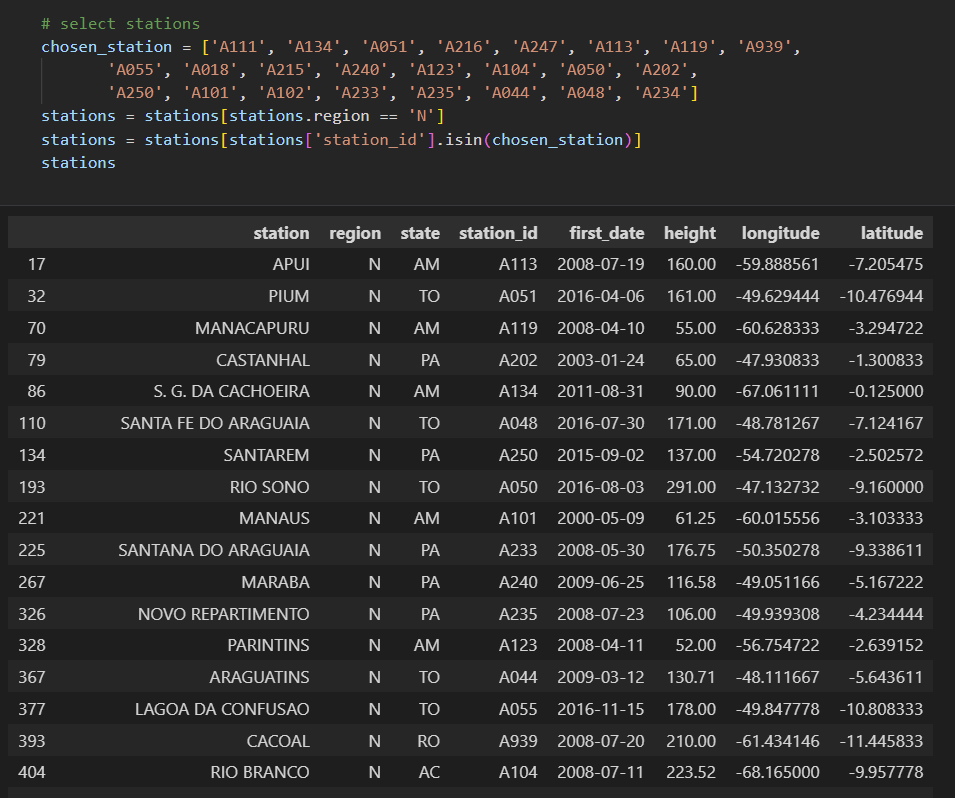 # select stations
chosen_station = ['A111', 'A134', 'A051', 'A216', 'A247', 'A113', 'A119', 'A939',
'A055', 'A018', 'A215', 'A240', 'A123', 'A104', 'A050', 'A202',
'A250', 'A101', 'A102', 'A233', 'A235', 'A044', 'A048', 'A234']
stations = stations[stations.region == 'N']
stations = stations[stations['station_id'].isin(chosen_station)]
stations
station region state station_id first_date height longitude latitude
17 APUI N AM A113 2008-07-19 160.00 -59.888561 -7.205475
32 PIUM N TO A051 2016-04-06 161.00 -49.629444 -10.476944
70 MANACAPURU N AM A119 2008-04-10 55.00 -60.628333 -3.294722
79 CASTANHAL N PA A202 2003-01-24 65.00 -47.930833 -1.300833
86 S. G. DA CACHOEIRA N AM A134 2011-08-31 90.00 -67.061111 -0.125000
110 SANTA FE DO ARAGUAIA N TO A048 2016-07-30 171.00 -48.781267 -7.124167
134 SANTAREM N PA A250 2015-09-02 137.00 -54.720278 -2.502572
193 RIO SONO N TO A050 2016-08-03 291.00 -47.132732 -9.160000
221 MANAUS N AM A101 2000-05-09 61.25 -60.015556 -3.103333
225 SANTANA DO ARAGUAIA N PA A233 2008-05-30 176.75 -50.350278 -9.338611
267 MARABA N PA A240 2009-06-25 116.58 -49.051166 -5.167222
326 NOVO REPARTIMENTO N PA A235 2008-07-23 106.00 -49.939308 -4.234444
328 PARINTINS N AM A123 2008-04-11 52.00 -56.754722 -2.639152
367 ARAGUATINS N TO A044 2009-03-12 130.71 -48.111667 -5.643611
377 LAGOA DA CONFUSAO N TO A055 2016-11-15 178.00 -49.847778 -10.808333
393 CACOAL N RO A939 2008-07-20 210.00 -61.434146 -11.445833
404 RIO BRANCO N AC A104 2008-07-11 223.52 -68.165000 -9.957778